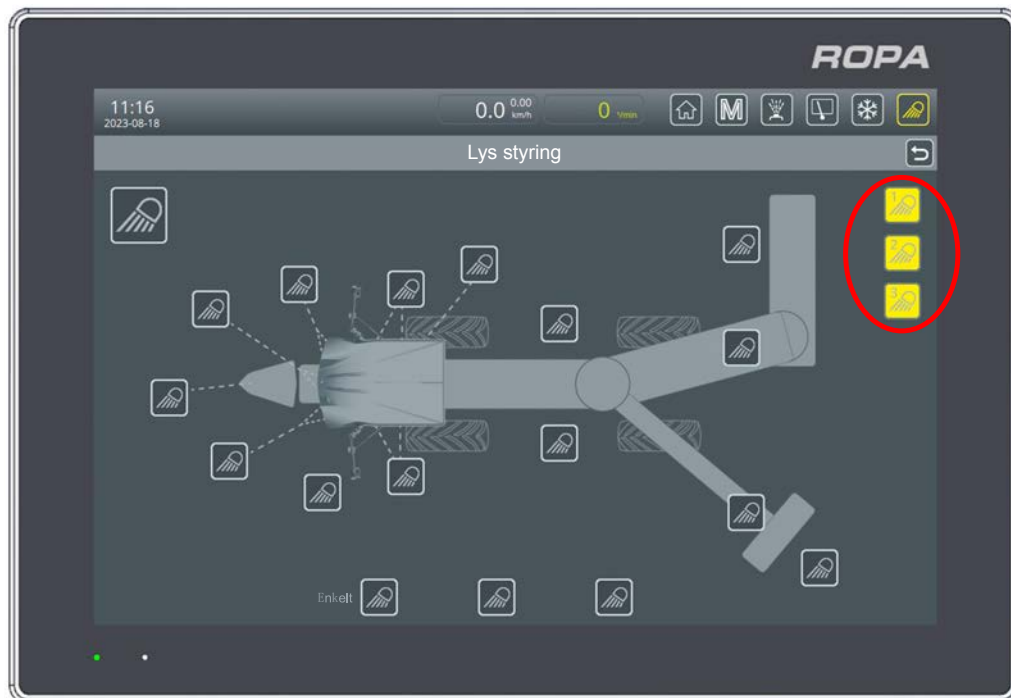 ROPA
11:16
2023-08-18
0.0 0.00 km/h
0 1/min
M
Lys styring
1
2
3
Enkelt